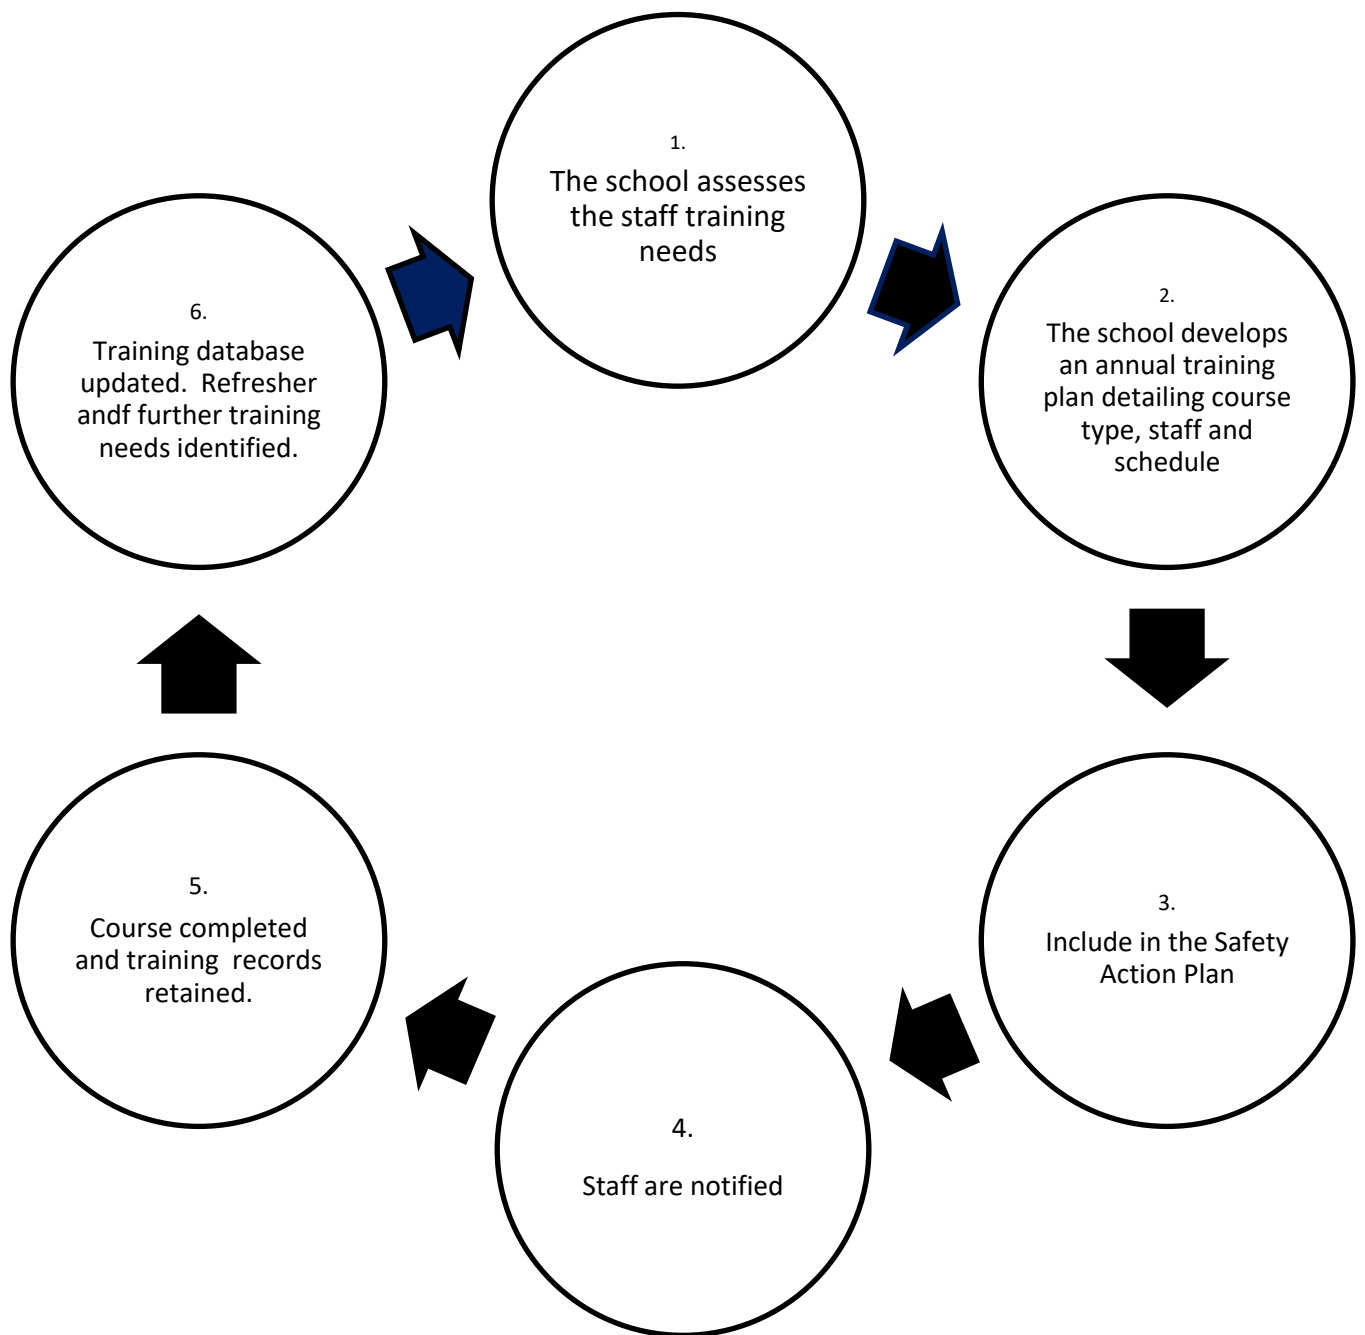 1.
The school assesses
the staff training
needs
2.
The school develops
an annual training
plan detailing course
type, staff and
schedule
3.
Include in the Safety
Action Plan
4.
Staff are notified
5.
Course completed
and training  records
retained.
6.
Training database
updated.  Refresher
andf further training
needs identified.